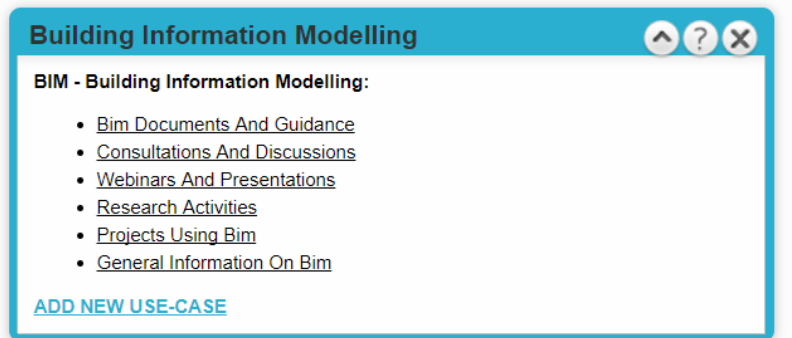 Building Information Modelling
?
BIM - Building Information Modelling:
Bim Documents And Guidance
Consultations And Discussions
Webinars And Presentations
Research Activities
Projects Using Bim
General Information On Bim
ADD NEW USE-CASE